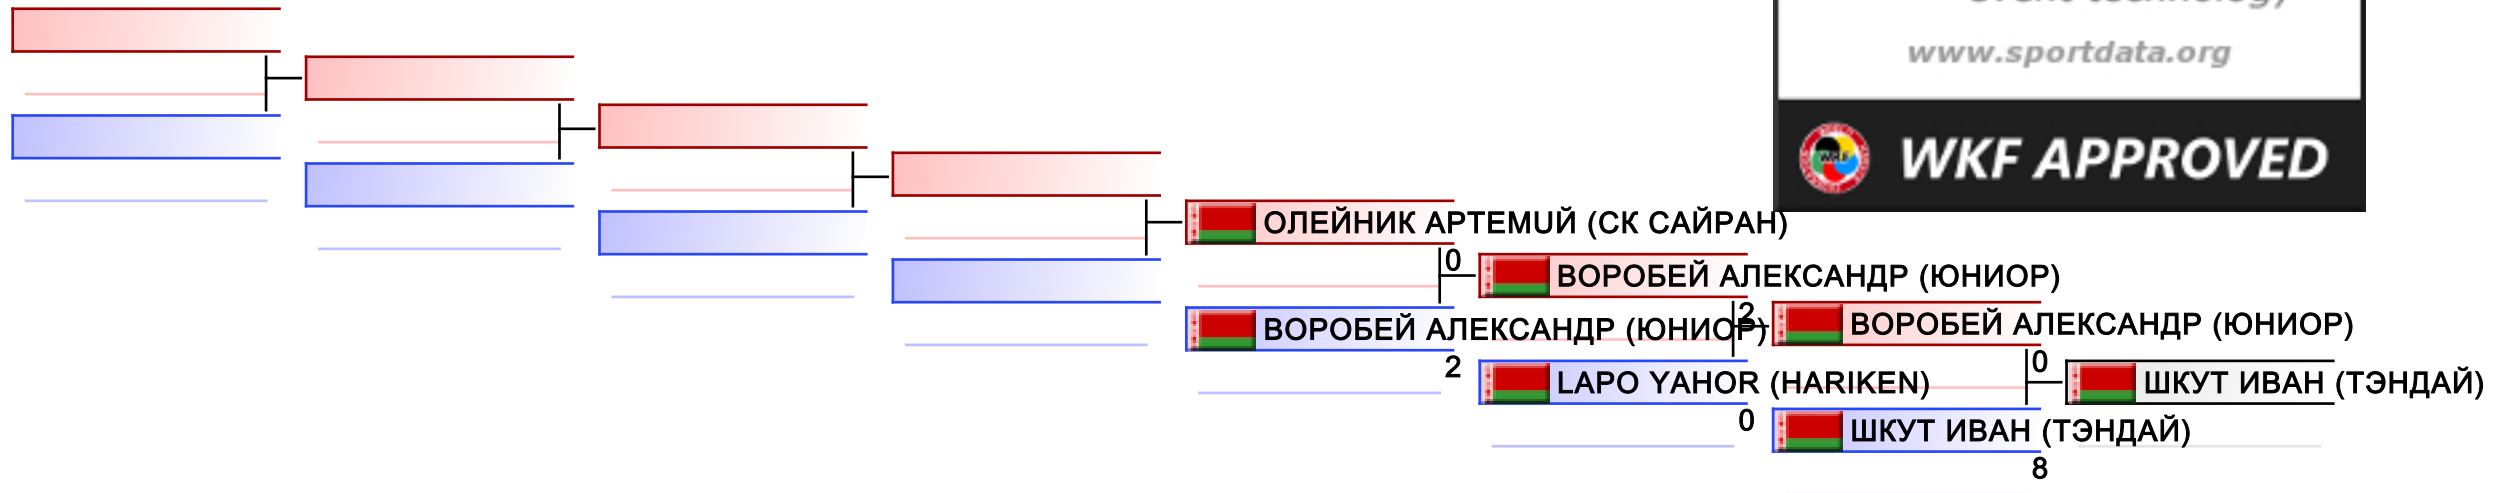 www.sportdata.org
WKF APPROVED
ОЛЕЙНИК АРТЕМИЙ (СК САЙРАН)
0
ВОРОБЕЙ АЛЕКСАНДР (ЮНИОР)
ВОРОБЕЙ АЛЕКСАНДР (ЮНИОР)
2
2
ВОРОБЕЙ АЛЕКСАНДР (ЮНИОР)
LAPO YAHOR (HARIKEN)
0
0
ШКУТ ИВАН (ТЭНДАЙ)
ШКУТ ИВАН (ТЭНДАЙ)
8